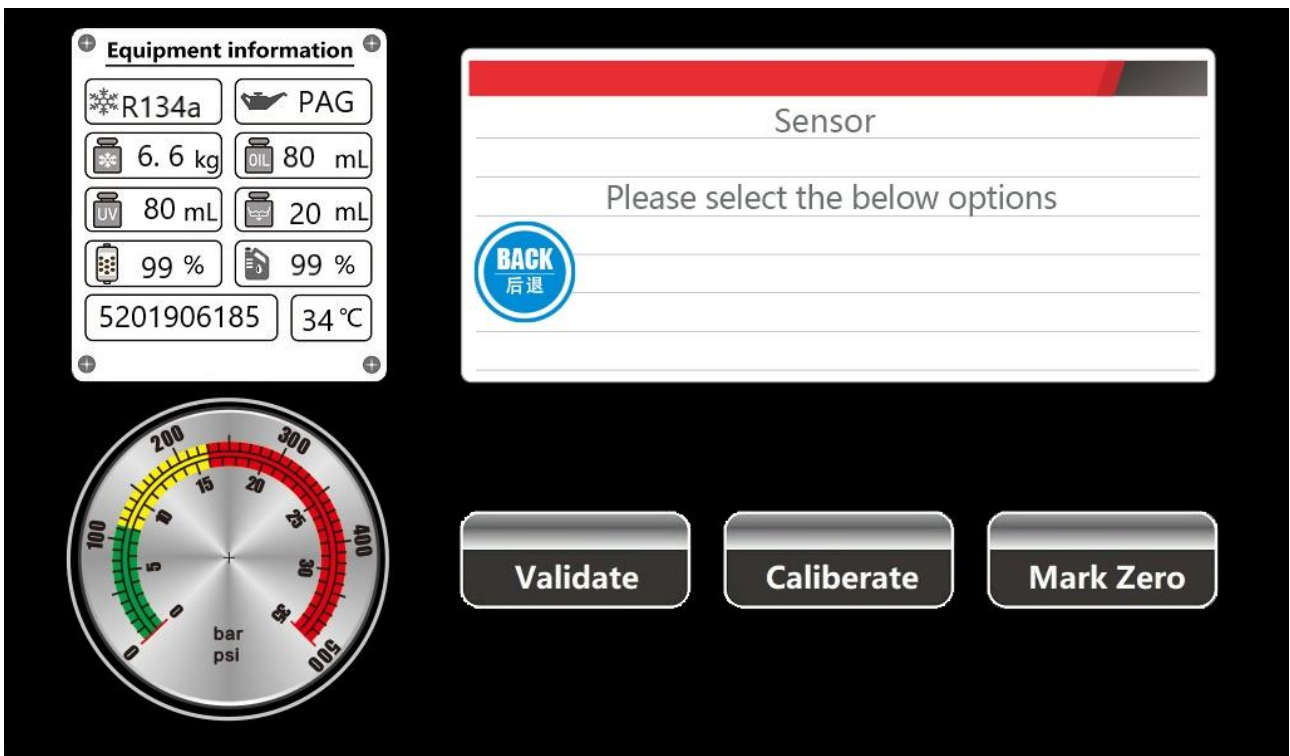 Equipment information
R134a
PAG
6. 6 kg
OIL
80 mL
UV
80 mL
20 mL
99 %
99 %
5201906185
34 ℃
Sensor
Please select the below options
BACK
后退
200
300
100
400
0
500
15
20
10
25
5
30
0
35
bar
psi
Validate
Caliberate
Mark Zero